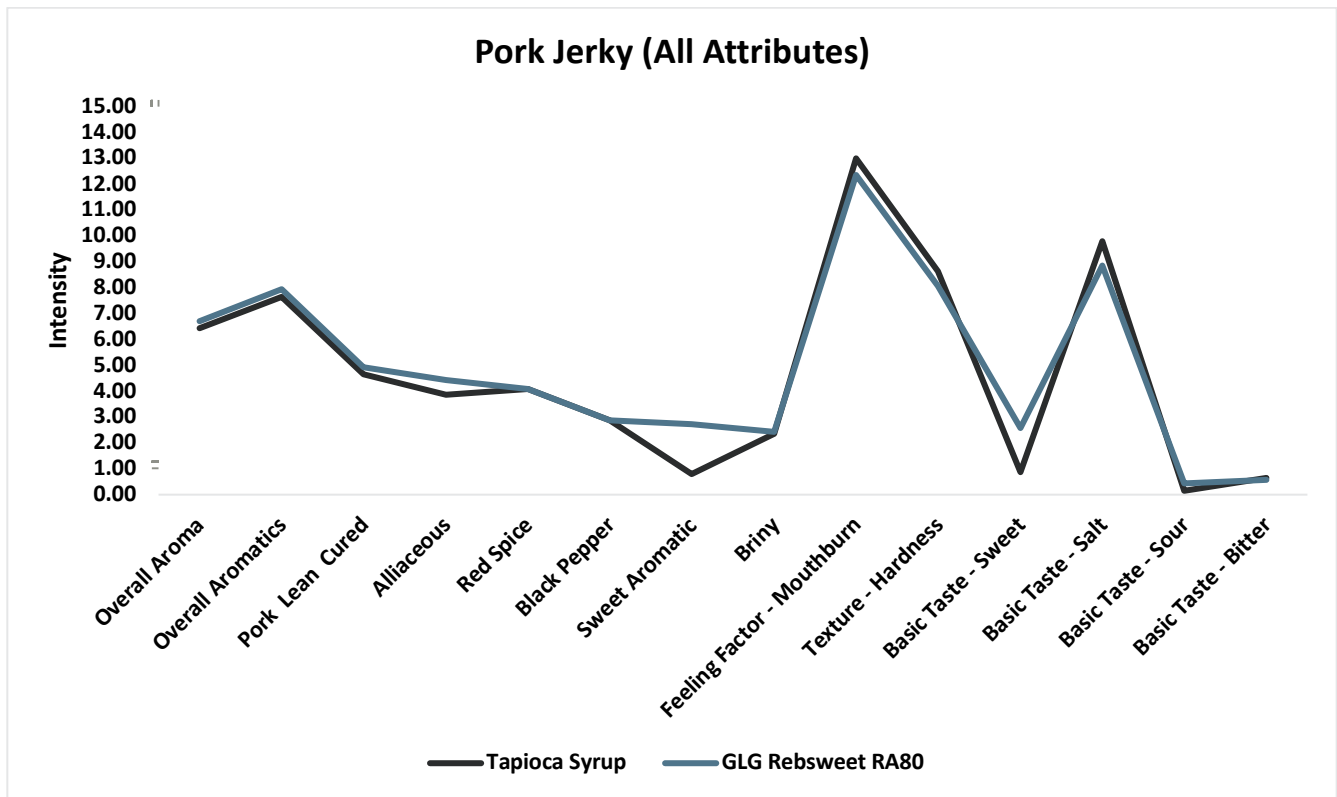 Pork Jerky (All Attributes)
15.00
14.00
13.00
12.00
11.00
10.00
9.00
8.00
7.00
6.00
5.00
4.00
3.00
2.00
1.00
0.00
Intensity
Overall Aroma
Overall Aromatics
Pork Lean Cured
Alliaceous
Red Spice
Black Pepper
Sweet Aromatic
Briny
Feeling Factor - Mouthburn
Texture - Hardness
Basic Taste - Sweet
Basic Taste - Salt
Basic Taste - Sour
Basic Taste - Bitter
Tapioca Syrup
GLG Rebsweet RA80